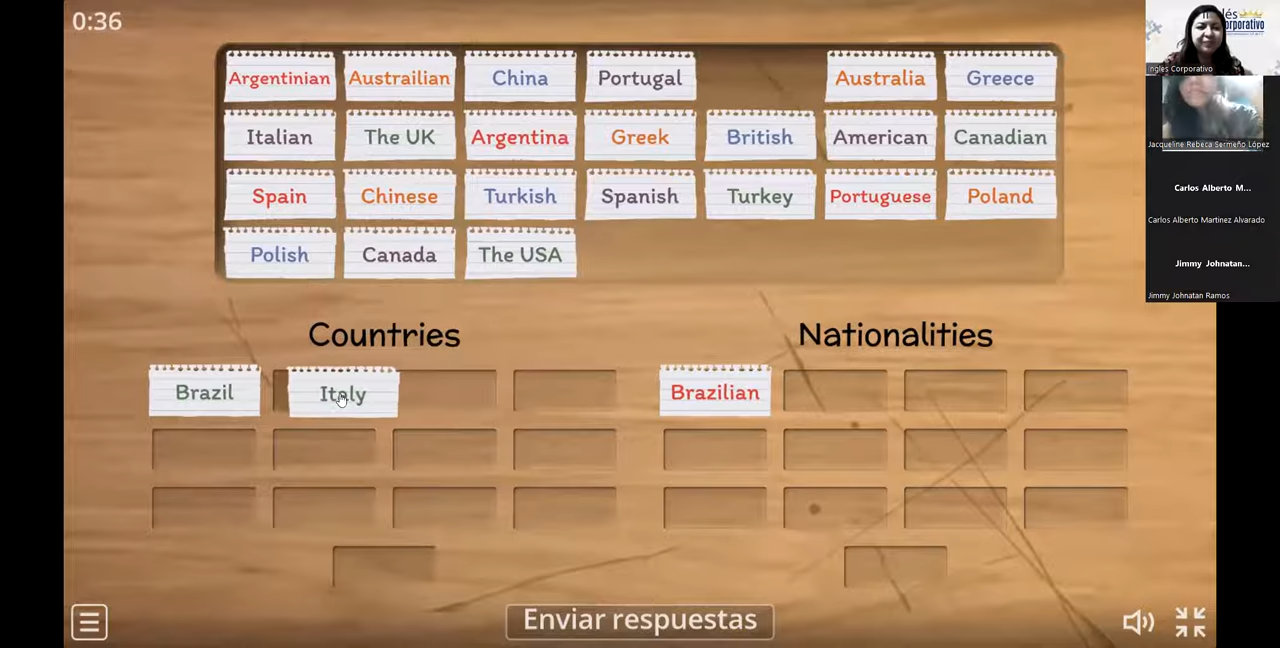 0:36
Argentinian Austrailian China Portugal Australia Greece
Italian The UK Argentina Greek British American Canadian
Spain Chinese Turkish Spanish Turkey Portuguese Poland
Polish Canada The USA
Countries Nationalities
Brazil Italy Brazilian
Enviar respuestas
Ingles Corporativo
Jacqueline Rebeca Sermeño López
Carlos Alberto M...
Carlos Alberto Martinez Alvarado
Jimmy Johnatan...
Jimmy Johnatan Ramos